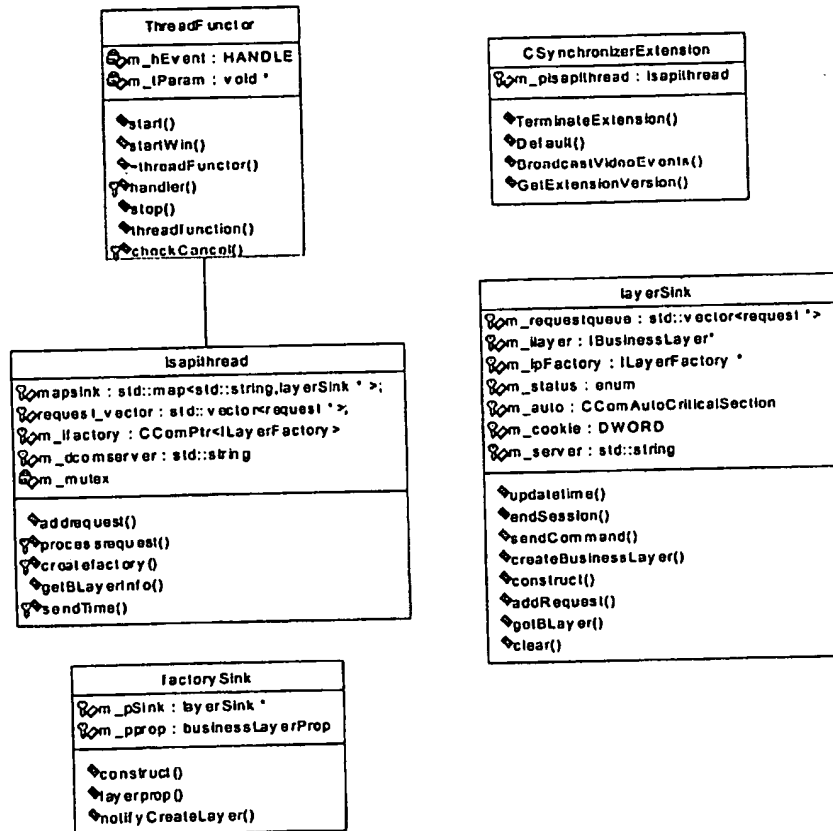 ThreadFunctor
m_hEvent : HANDLE
m_lParam : void *
start()
startWin()
~threadFunctor()
handler()
stop()
threadFunction()
checkCancel()
CSynchronizerExtension
m_pisapithread : Isapithread
TerminateExtension()
Default()
BroadcastVideoEvents()
GetExtensionVersion()
Isapithread
mapsink : std::map<std::string,layerSink * >;
request_vector : std::vector<request *>;
m_ifactory : CComPtr<ILayerFactory>
m_dcomserver : std::string
m_mutex
addrequest()
processrequest()
createfactory()
getBLayerInfo()
sendTime()
layerSink
m_requestqueue : std::vector<request *>
m_ilayer : IBusinessLayer*
m_lpFactory : ILayerFactory *
m_status : enum
m_auto : CComAutoCriticalSection
m_cookie : DWORD
m_server : std::string
updatetime()
endSession()
sendCommand()
createBusinessLayer()
construct()
addRequest()
getBLayer()
clear()
factorySink
m_pSink : layerSink *
m_pprop : businessLayerProp
construct()
layerprop()
notifyCreateLayer()